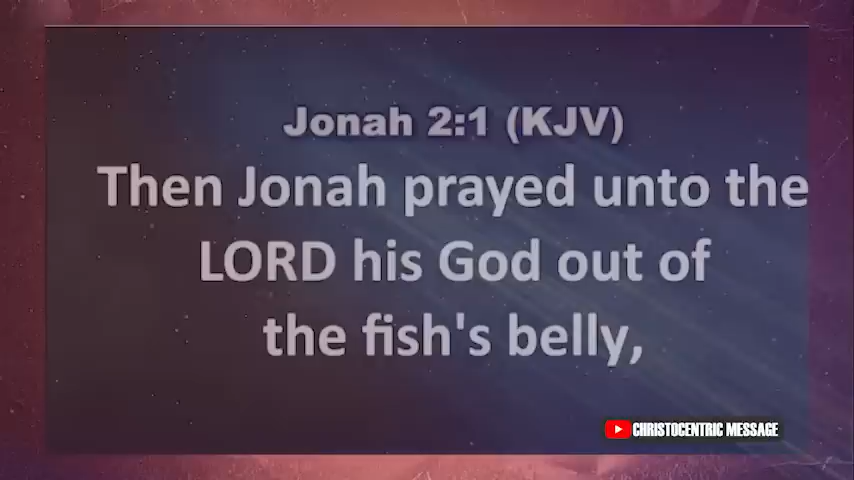 Jonah 2:1 (KJV)
Then Jonah prayed unto the
LORD his God out of
the fish's belly,
CHRISTOCENTRIC MESSAGE